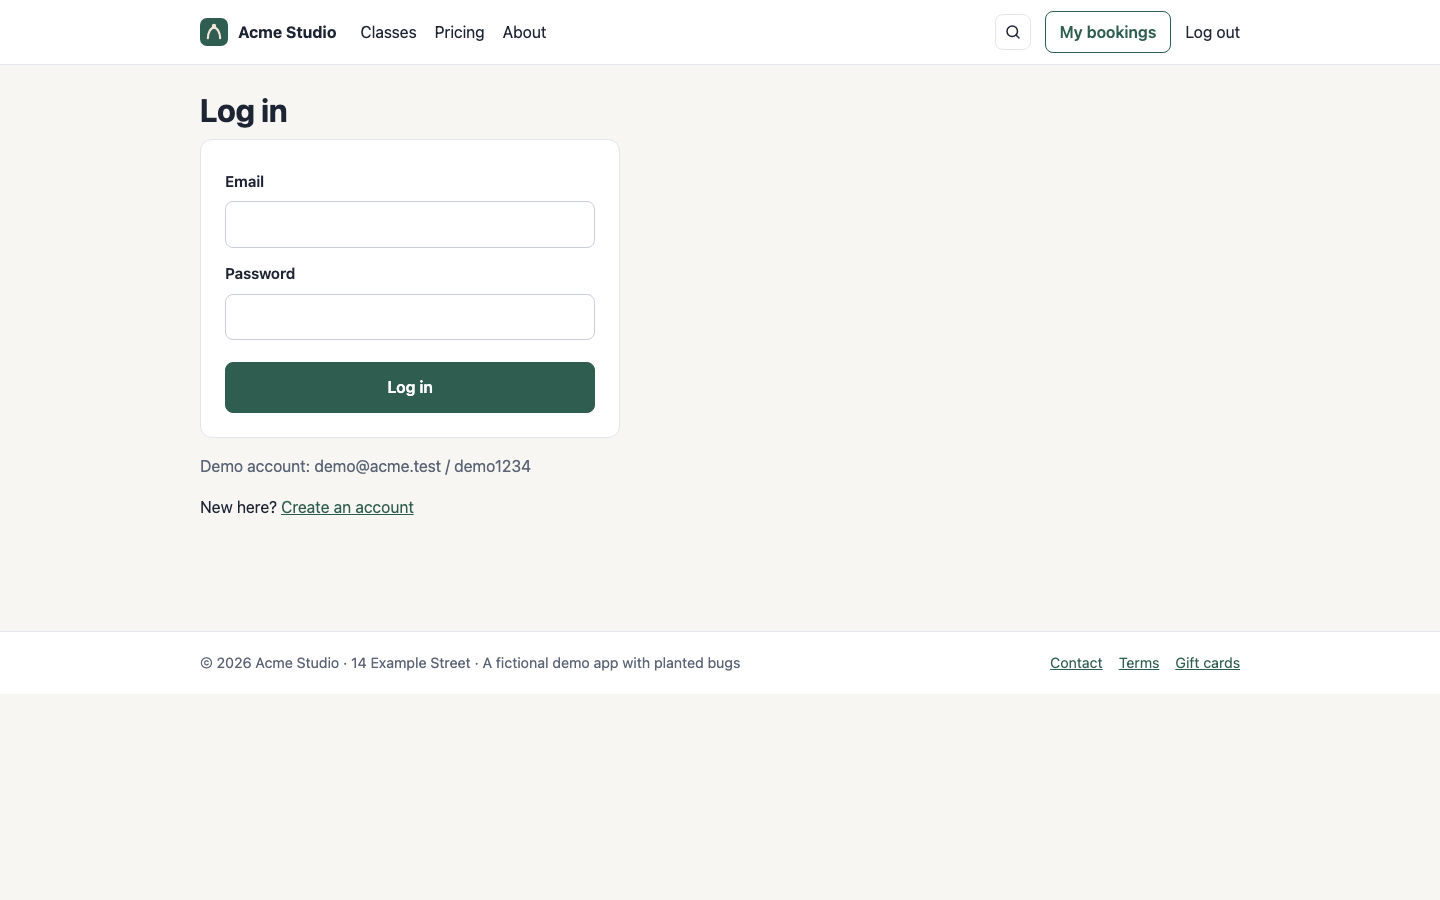 Acme Studio Classes Pricing About My bookings Log out
Log in
Email
Password
Log in
Demo account: demo@acme.test / demo1234
New here? Create an account
© 2026 Acme Studio · 14 Example Street · A fictional demo app with planted bugs Contact Terms Gift cards